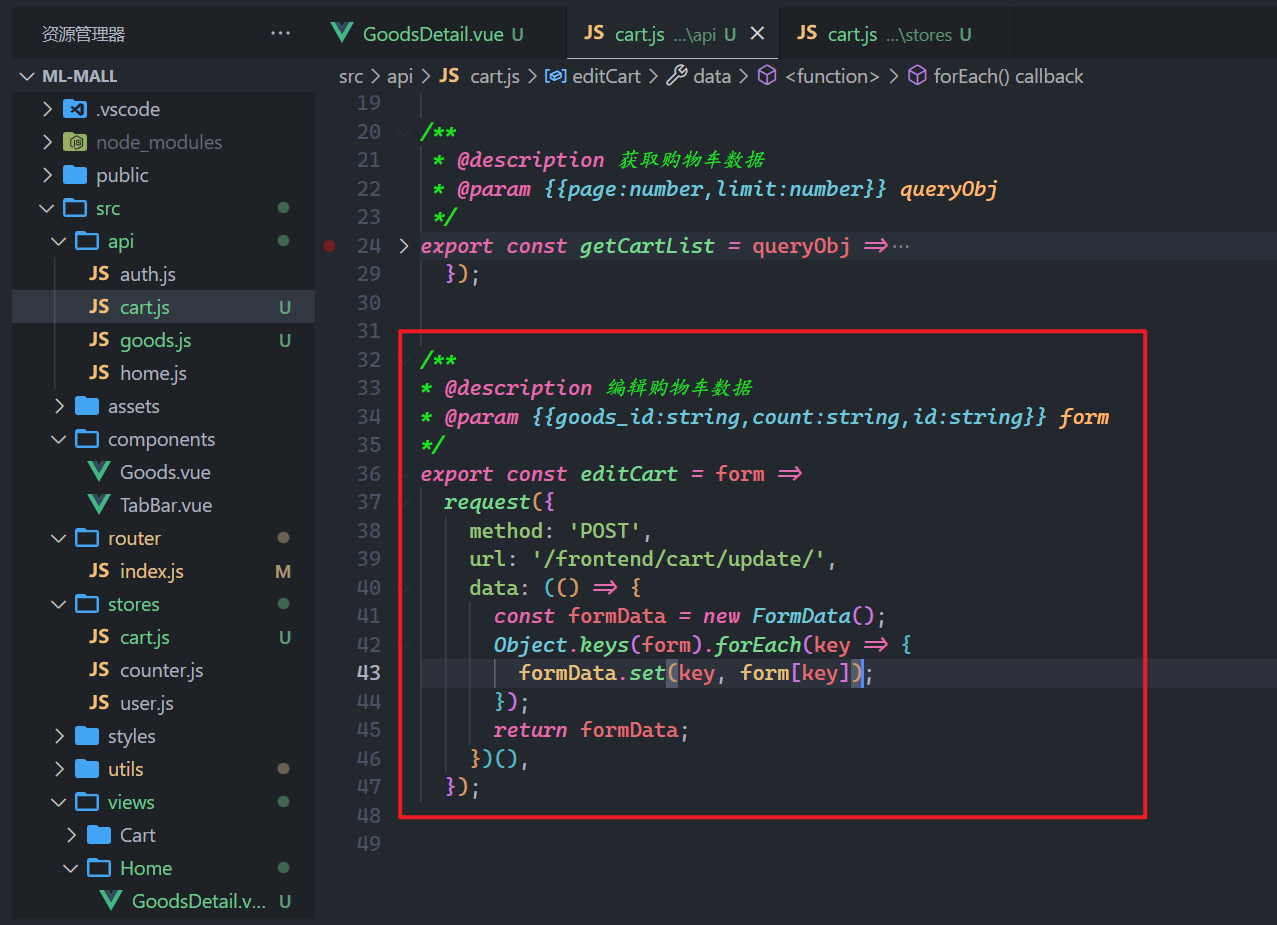 资源管理器 ···
ML-MALL
.vscode
node_modules
public
src
api
JS auth.js
JS cart.js U
JS goods.js U
JS home.js
assets
components
Goods.vue
TabBar.vue
router
JS index.js M
stores
JS cart.js U
JS counter.js
JS user.js
styles
utils
views
Cart
Home
GoodsDetail.v... U
GoodsDetail.vue U
JS cart.js ...\api U
JS cart.js ...\stores U
src > api > JS cart.js > editCart > data > <function> > forEach() callback
19
20 /**
21  * @description 获取购物车数据
22  * @param {{page:number,limit:number}} queryObj
23  */
24 export const getCartList = queryObj =>···
29   });
30
31
32 /**
33 * @description 编辑购物车数据
34 * @param {{goods_id:string,count:string,id:string}} form
35 */
36 export const editCart = form =>
37   request({
38     method: 'POST',
39     url: '/frontend/cart/update/',
40     data: (() => {
41       const formData = new FormData();
42       Object.keys(form).forEach(key => {
43         formData.set(key, form[key]);
44       });
45       return formData;
46     })(),
47   });
48
49